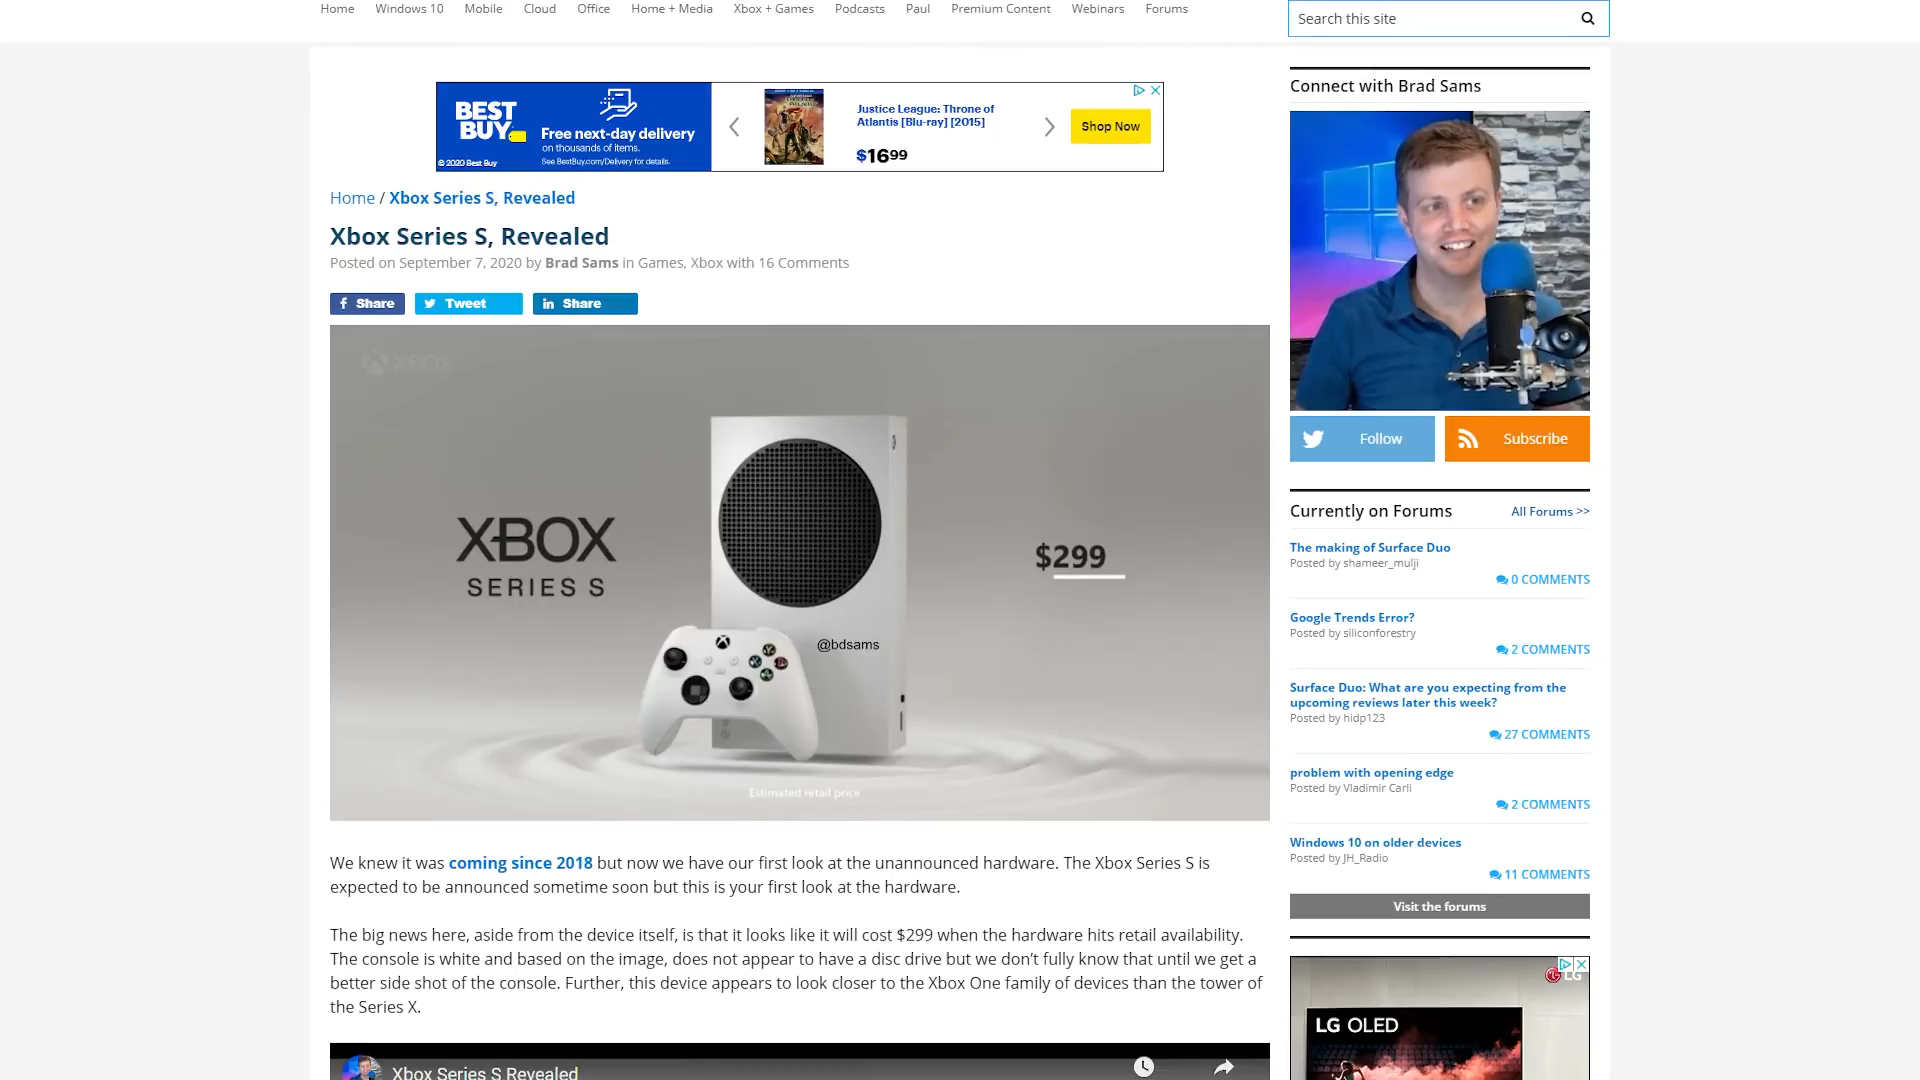 Home Windows 10 Mobile Cloud Office Home + Media Xbox + Games Podcasts Paul Premium Content Webinars Forums
Search this site
BEST BUY
Free next-day delivery
on thousands of items.
See BestBuy.com/Delivery for details.
© 2020 Best Buy
Justice League: Throne of
Atlantis [Blu-ray] [2015]
$1699
Shop Now
Home / Xbox Series S, Revealed
Xbox Series S, Revealed
Posted on September 7, 2020 by Brad Sams in Games, Xbox with 16 Comments
Share Tweet Share
XBOX
XBOX
SERIES S
$299
@bdsams
Estimated retail price
We knew it was coming since 2018 but now we have our first look at the unannounced hardware. The Xbox Series S is
expected to be announced sometime soon but this is your first look at the hardware.
The big news here, aside from the device itself, is that it looks like it will cost $299 when the hardware hits retail availability.
The console is white and based on the image, does not appear to have a disc drive but we don’t fully know that until we get a
better side shot of the console. Further, this device appears to look closer to the Xbox One family of devices than the tower of
the Series X.
Xbox Series S Revealed
Connect with Brad Sams
Follow
Subscribe
Currently on Forums
All Forums >>
The making of Surface Duo
Posted by shameer_mulji
0 COMMENTS
Google Trends Error?
Posted by siliconforestry
2 COMMENTS
Surface Duo: What are you expecting from the
upcoming reviews later this week?
Posted by hidp123
27 COMMENTS
problem with opening edge
Posted by Vladimir Carli
2 COMMENTS
Windows 10 on older devices
Posted by JH_Radio
11 COMMENTS
Visit the forums
LG
LG OLED